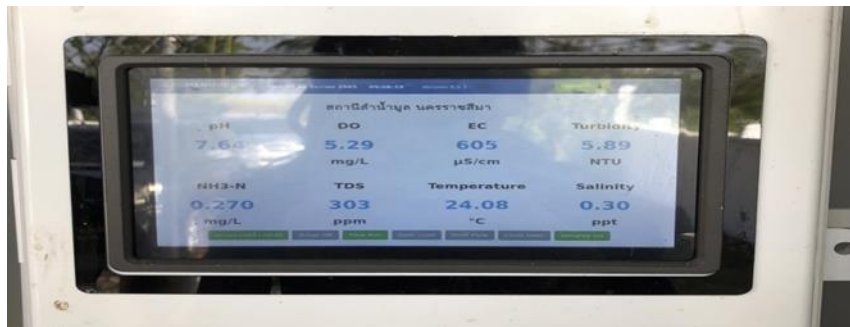 สถานีลำน้ำมูล นครราชสีมา
pH DO EC Turbidity
7.64 5.29 605 5.89
mg/L µS/cm NTU
NH3-N TDS Temperature Salinity
0.270 303 24.08 0.30
mg/L ppm °C ppt